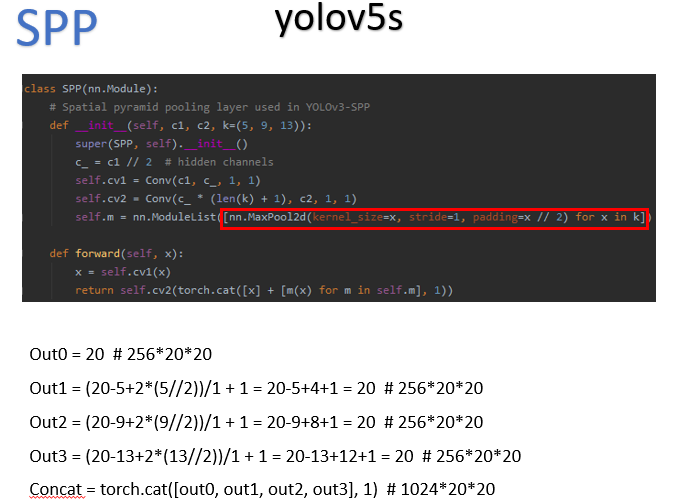 SPP
yolov5s
class SPP(nn.Module):
# Spatial pyramid pooling layer used in YOLOv3-SPP
def __init__(self, c1, c2, k=(5, 9, 13)):
super(SPP, self).__init__()
c_ = c1 // 2  # hidden channels
self.cv1 = Conv(c1, c_, 1, 1)
self.cv2 = Conv(c_ * (len(k) + 1), c2, 1, 1)
self.m = nn.ModuleList([nn.MaxPool2d(kernel_size=x, stride=1, padding=x // 2) for x in k])
def forward(self, x):
x = self.cv1(x)
return self.cv2(torch.cat([x] + [m(x) for m in self.m], 1))
Out0 = 20  # 256*20*20
Out1 = (20-5+2*(5//2))/1 + 1 = 20-5+4+1 = 20  # 256*20*20
Out2 = (20-9+2*(9//2))/1 + 1 = 20-9+8+1 = 20  # 256*20*20
Out3 = (20-13+2*(13//2))/1 + 1 = 20-13+12+1 = 20  # 256*20*20
Concat = torch.cat([out0, out1, out2, out3], 1)  # 1024*20*20